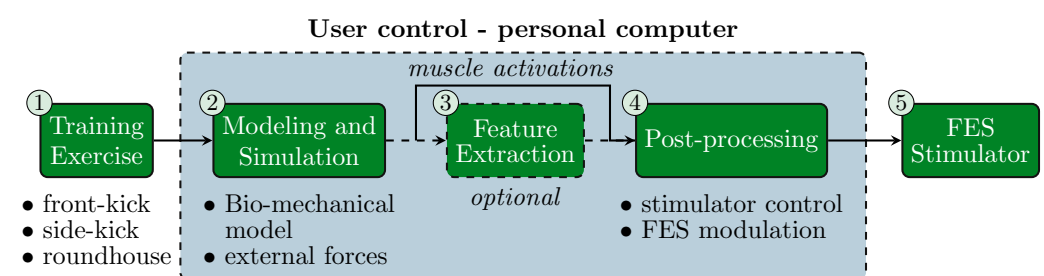 User control - personal computer
muscle activations
1
Training
Exercise
2
Modeling and
Simulation
3
Feature
Extraction
optional
4
Post-processing
5
FES
Stimulator
• front-kick
• side-kick
• roundhouse
• Bio-mechanical
model
• external forces
• stimulator control
• FES modulation